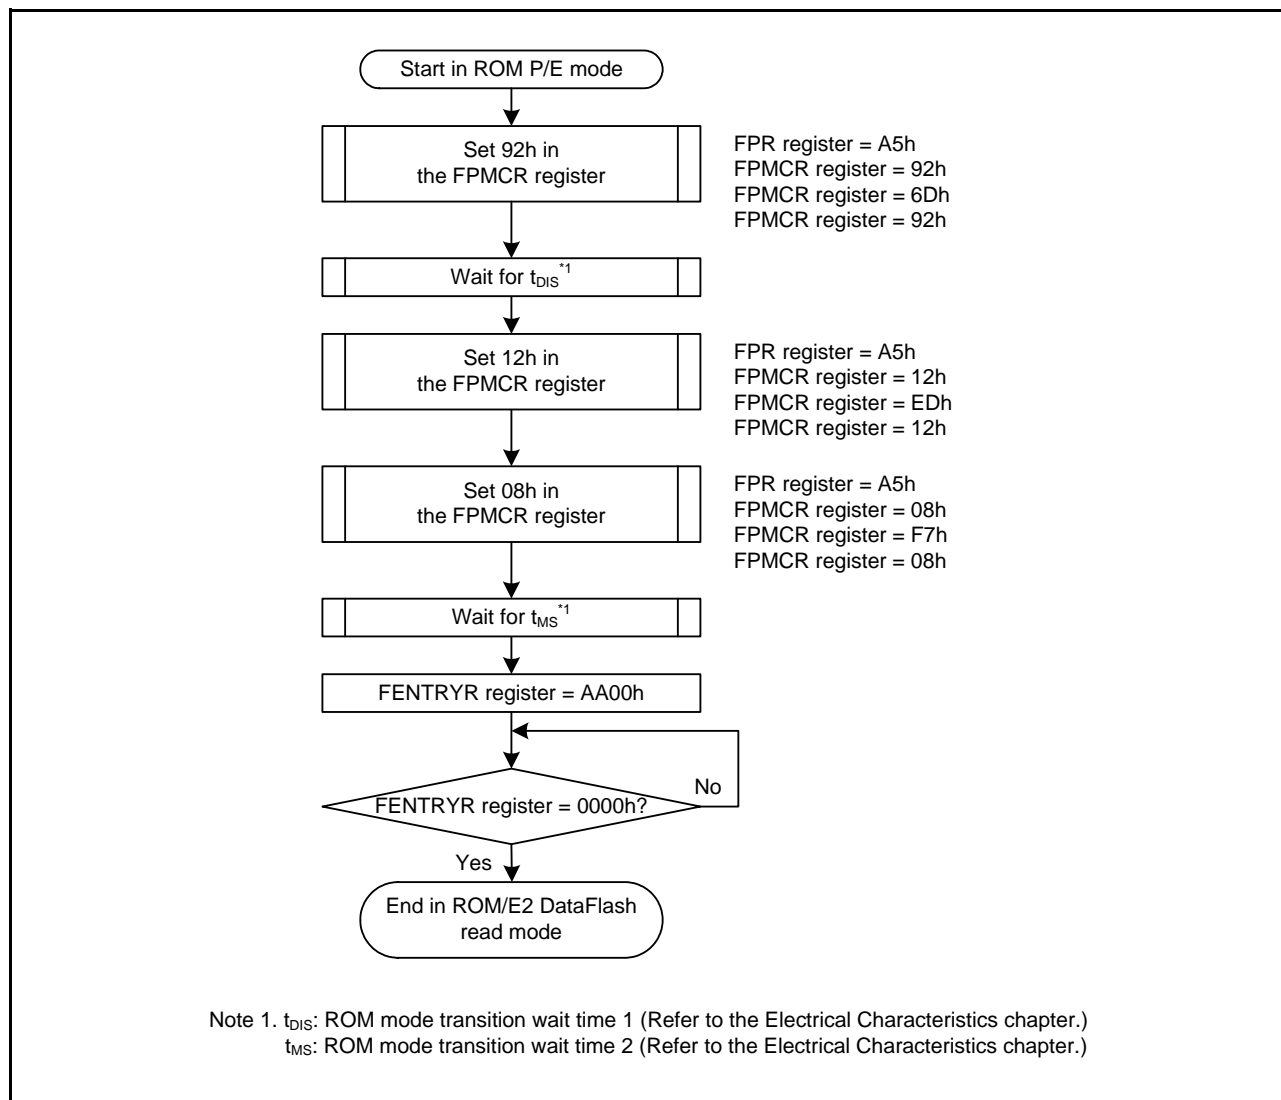 Start in ROM P/E mode
Set 92h in
the FPMCR register
FPR register = A5h
FPMCR register = 92h
FPMCR register = 6Dh
FPMCR register = 92h
Wait for tDIS*1
Set 12h in
the FPMCR register
FPR register = A5h
FPMCR register = 12h
FPMCR register = EDh
FPMCR register = 12h
Set 08h in
the FPMCR register
FPR register = A5h
FPMCR register = 08h
FPMCR register = F7h
FPMCR register = 08h
Wait for tMS*1
FENTRYR register = AA00h
FENTRYR register = 0000h?
No
Yes
End in ROM/E2 DataFlash
read mode
Note 1. tDIS: ROM mode transition wait time 1 (Refer to the Electrical Characteristics chapter.)
tMS: ROM mode transition wait time 2 (Refer to the Electrical Characteristics chapter.)